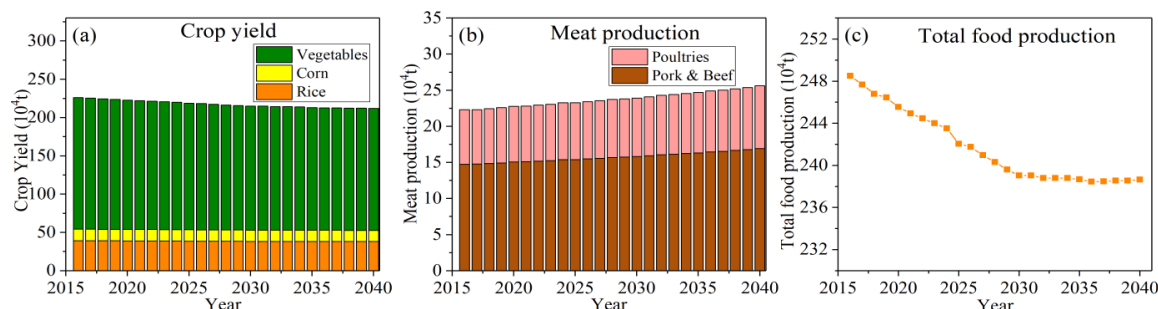 (a) Crop yield
Vegetables
Corn
Rice
Crop Yield (10⁴t)
300
250
200
150
100
50
0
2015 2020 2025 2030 2035 2040
Year
(b) Meat production
Poultries
Pork & Beef
Meat production (10⁴t)
35
30
25
20
15
10
5
0
2015 2020 2025 2030 2035 2040
Year
(c) Total food production
Total food production (10⁴t)
252
248
244
240
236
232
2015 2020 2025 2030 2035 2040
Year